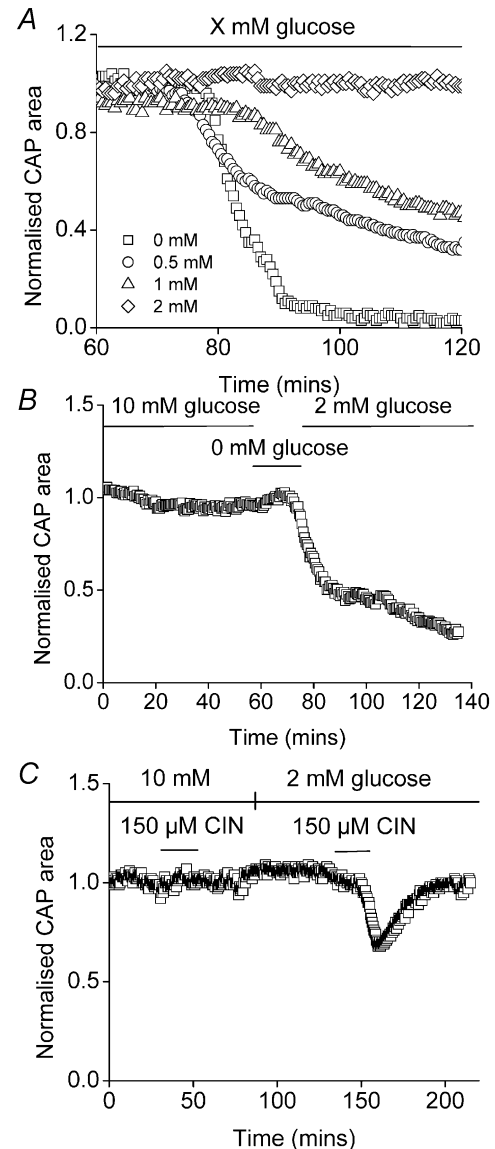 A
X mM glucose
1.2
0.8
0.4
0.0
Normalised CAP area
0 mM
0.5 mM
1 mM
2 mM
60 80 100 120
Time (mins)
B
10 mM glucose 2 mM glucose
0 mM glucose
1.5
1.0
0.5
0.0
Normalised CAP area
0 20 40 60 80 100 120 140
Time (mins)
C
10 mM 2 mM glucose
150 µM CIN 150 µM CIN
1.5
1.0
0.5
0.0
Normalised CAP area
0 50 100 150 200
Time (mins)